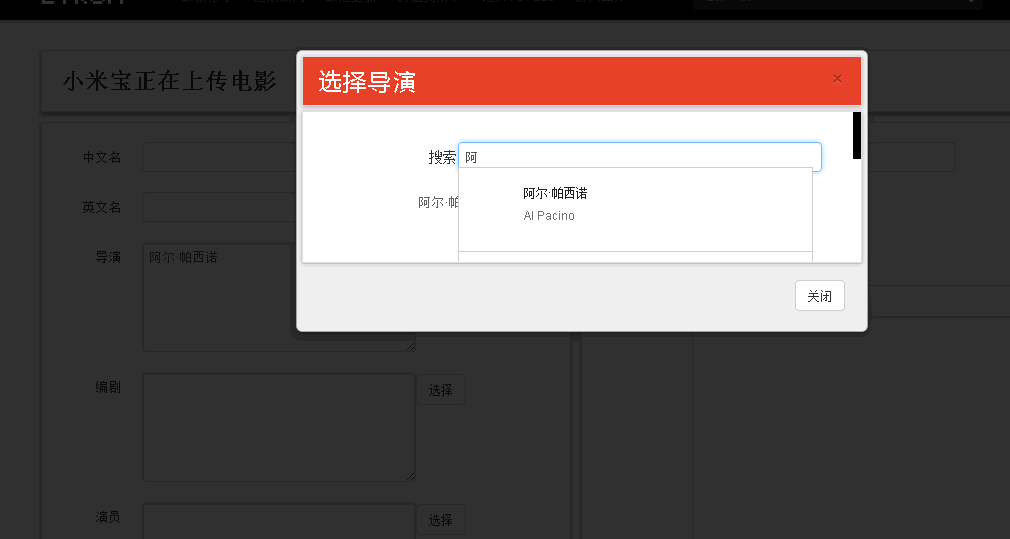 小米宝正在上传电影
选择导演
×
中文名
搜索
阿
英文名
阿尔·帕
阿尔·帕西诺
Al Pacino
导演
阿尔·帕西诺
关闭
编剧
选择
演员
选择